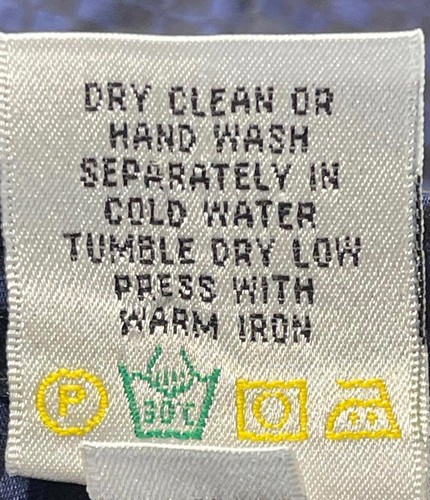 DRY CLEAN OR
HAND WASH
SEPARATELY IN
COLD WATER
TUMBLE DRY LOW
PRESS WITH
WARM IRON
P 30°C